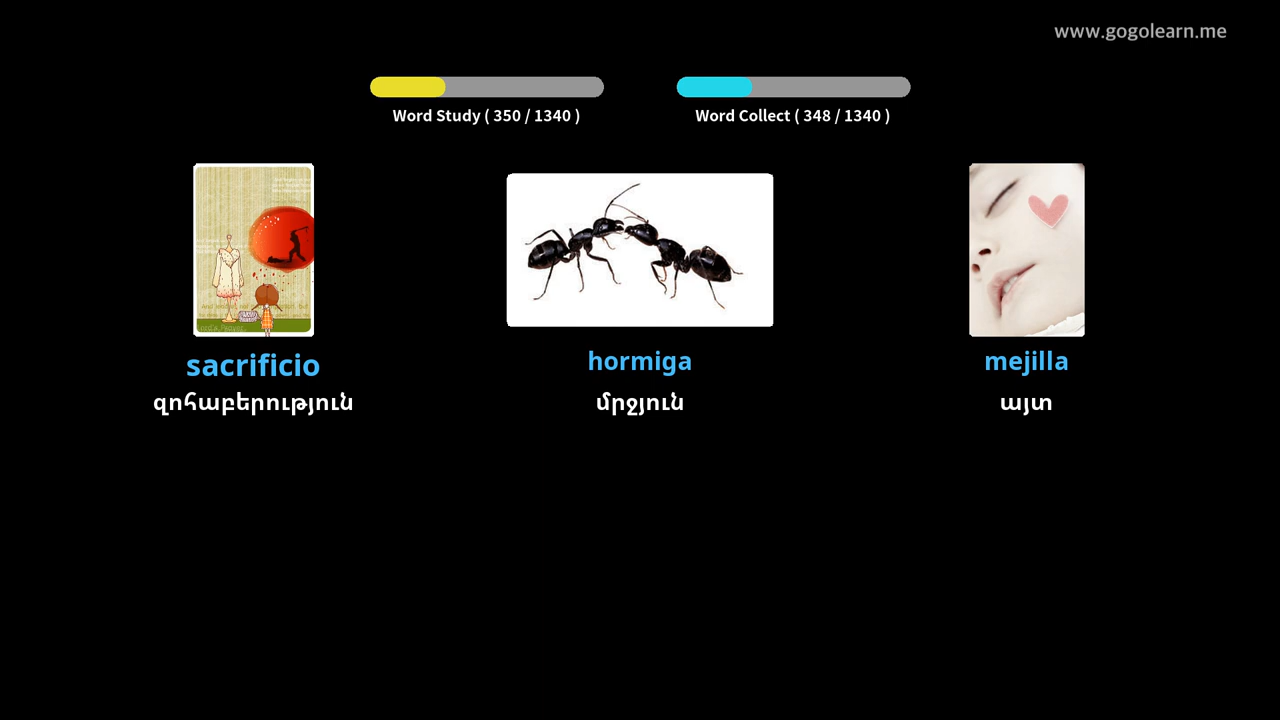 www.gogolearn.me
Word Study ( 350 / 1340 )
Word Collect ( 348 / 1340 )
sacrificio
hormiga
mejilla
զոհաբերություն
մրջյուն
այտ